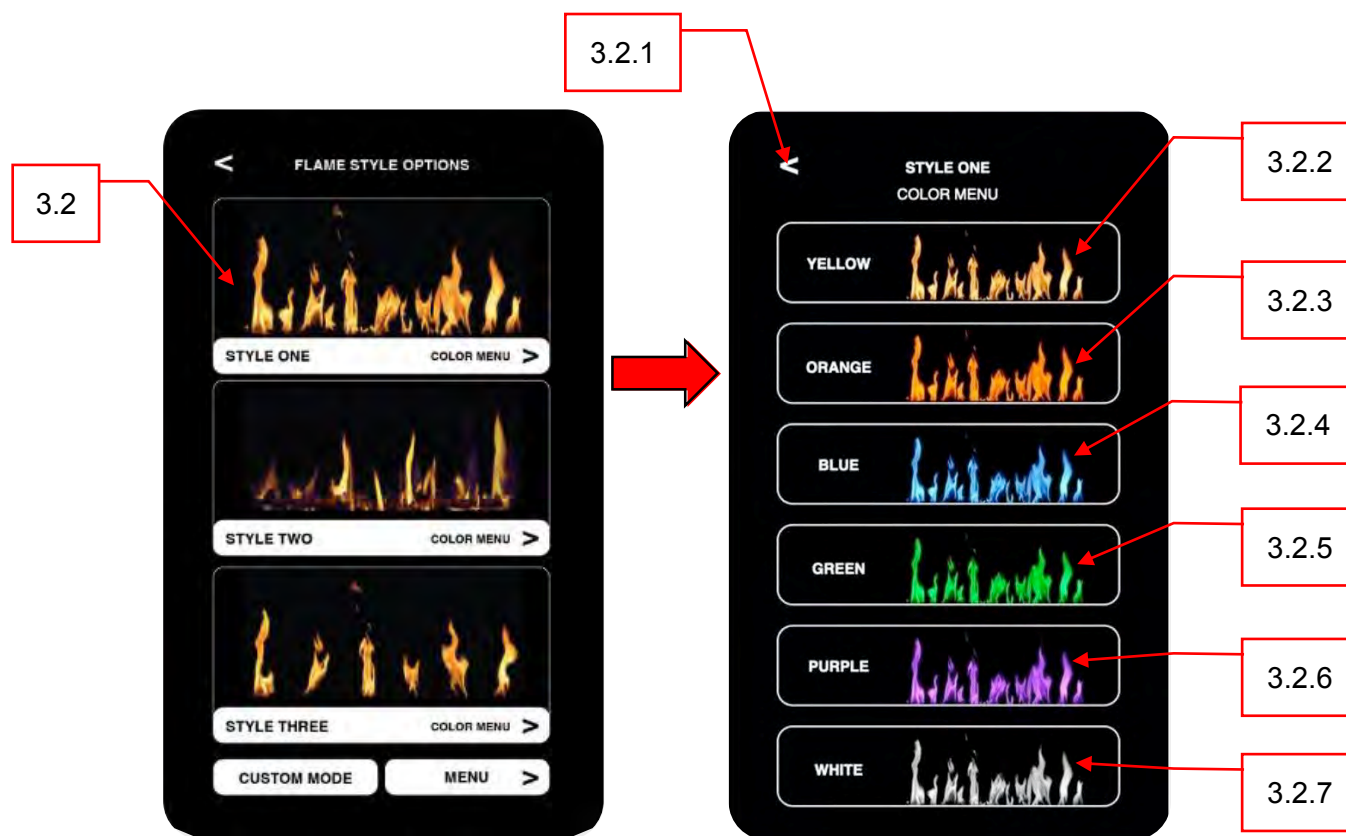 3.2.1
3.2
< FLAME STYLE OPTIONS
STYLE ONE COLOR MENU >
STYLE TWO COLOR MENU >
STYLE THREE COLOR MENU >
CUSTOM MODE MENU >
< STYLE ONE
COLOR MENU
YELLOW
ORANGE
BLUE
GREEN
PURPLE
WHITE
3.2.2
3.2.3
3.2.4
3.2.5
3.2.6
3.2.7